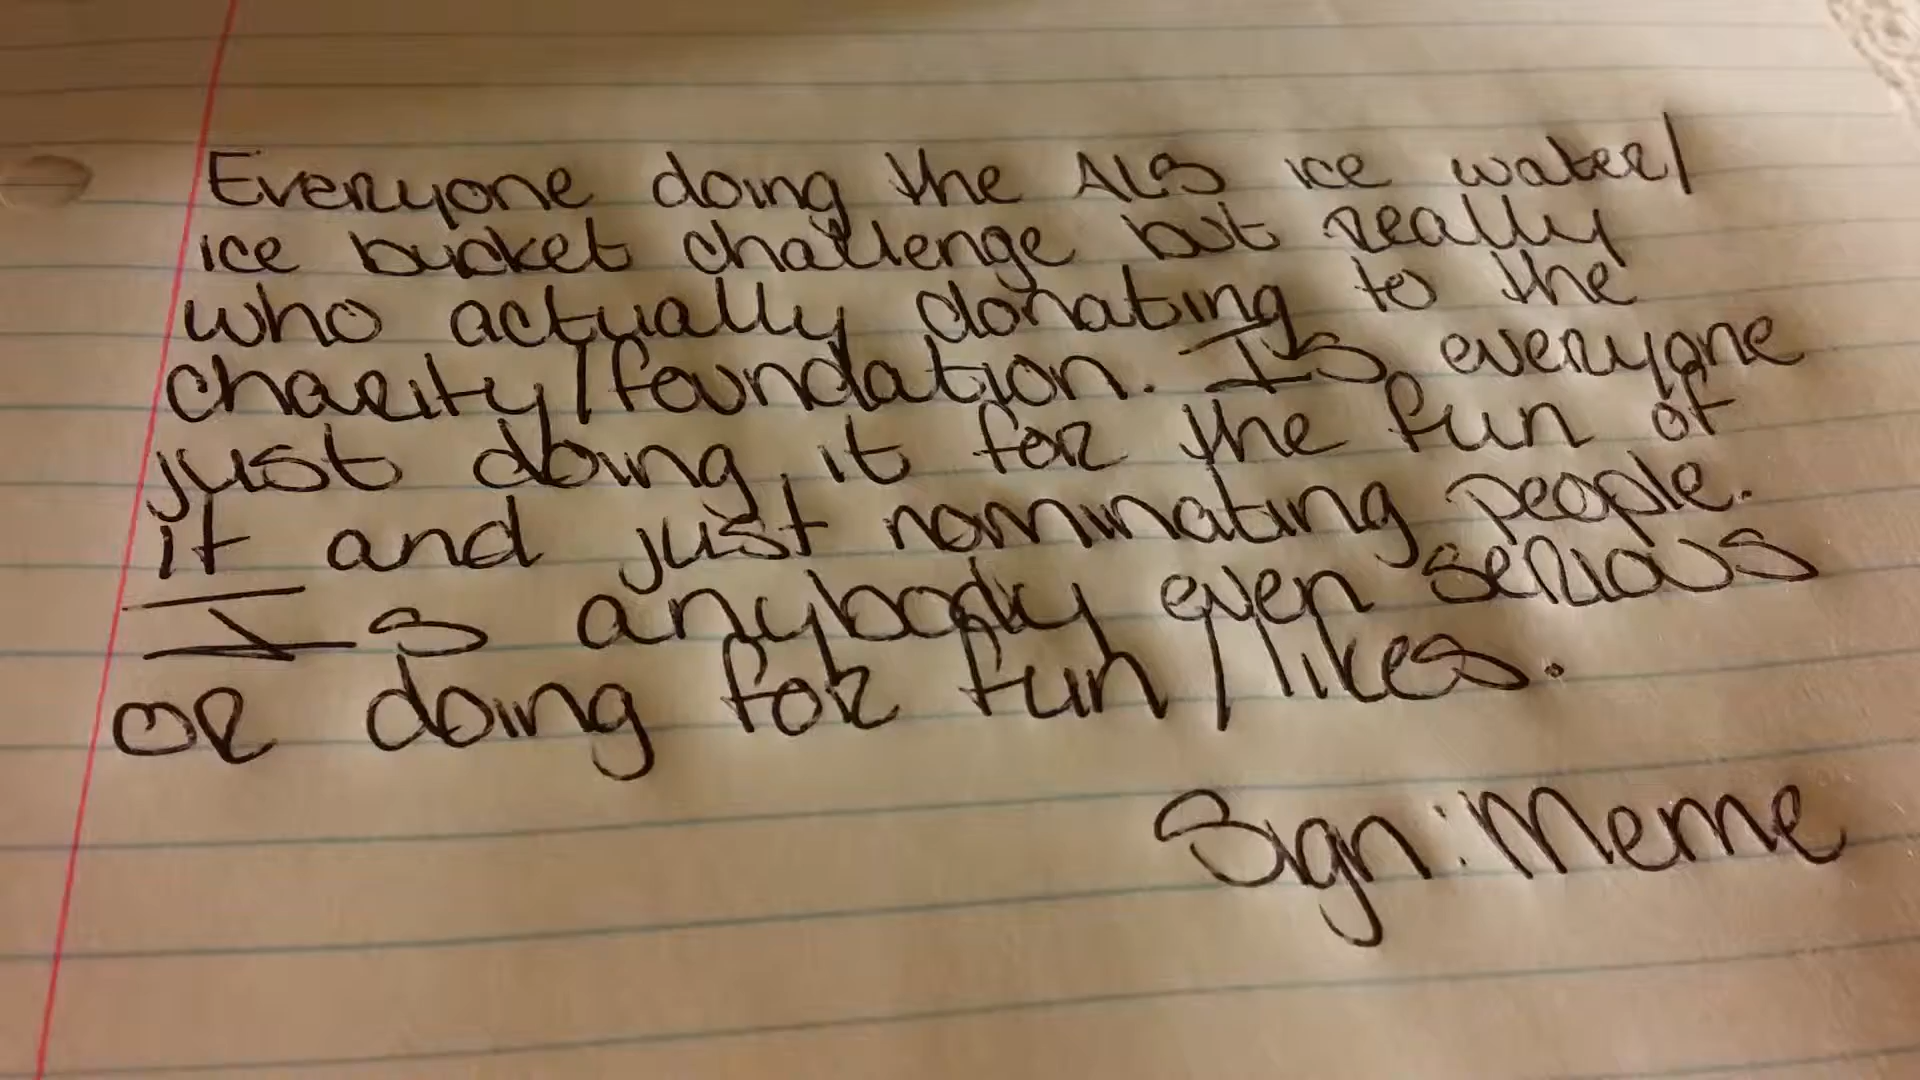 Everyone doing the ALS ice water/
ice bucket challenge but really
who actually donating to the
charity/foundation. Is everyone
just doing it for the fun of
it and just nominating people.
Is anybody even serious
or doing for fun/likes.
Sign: Meme